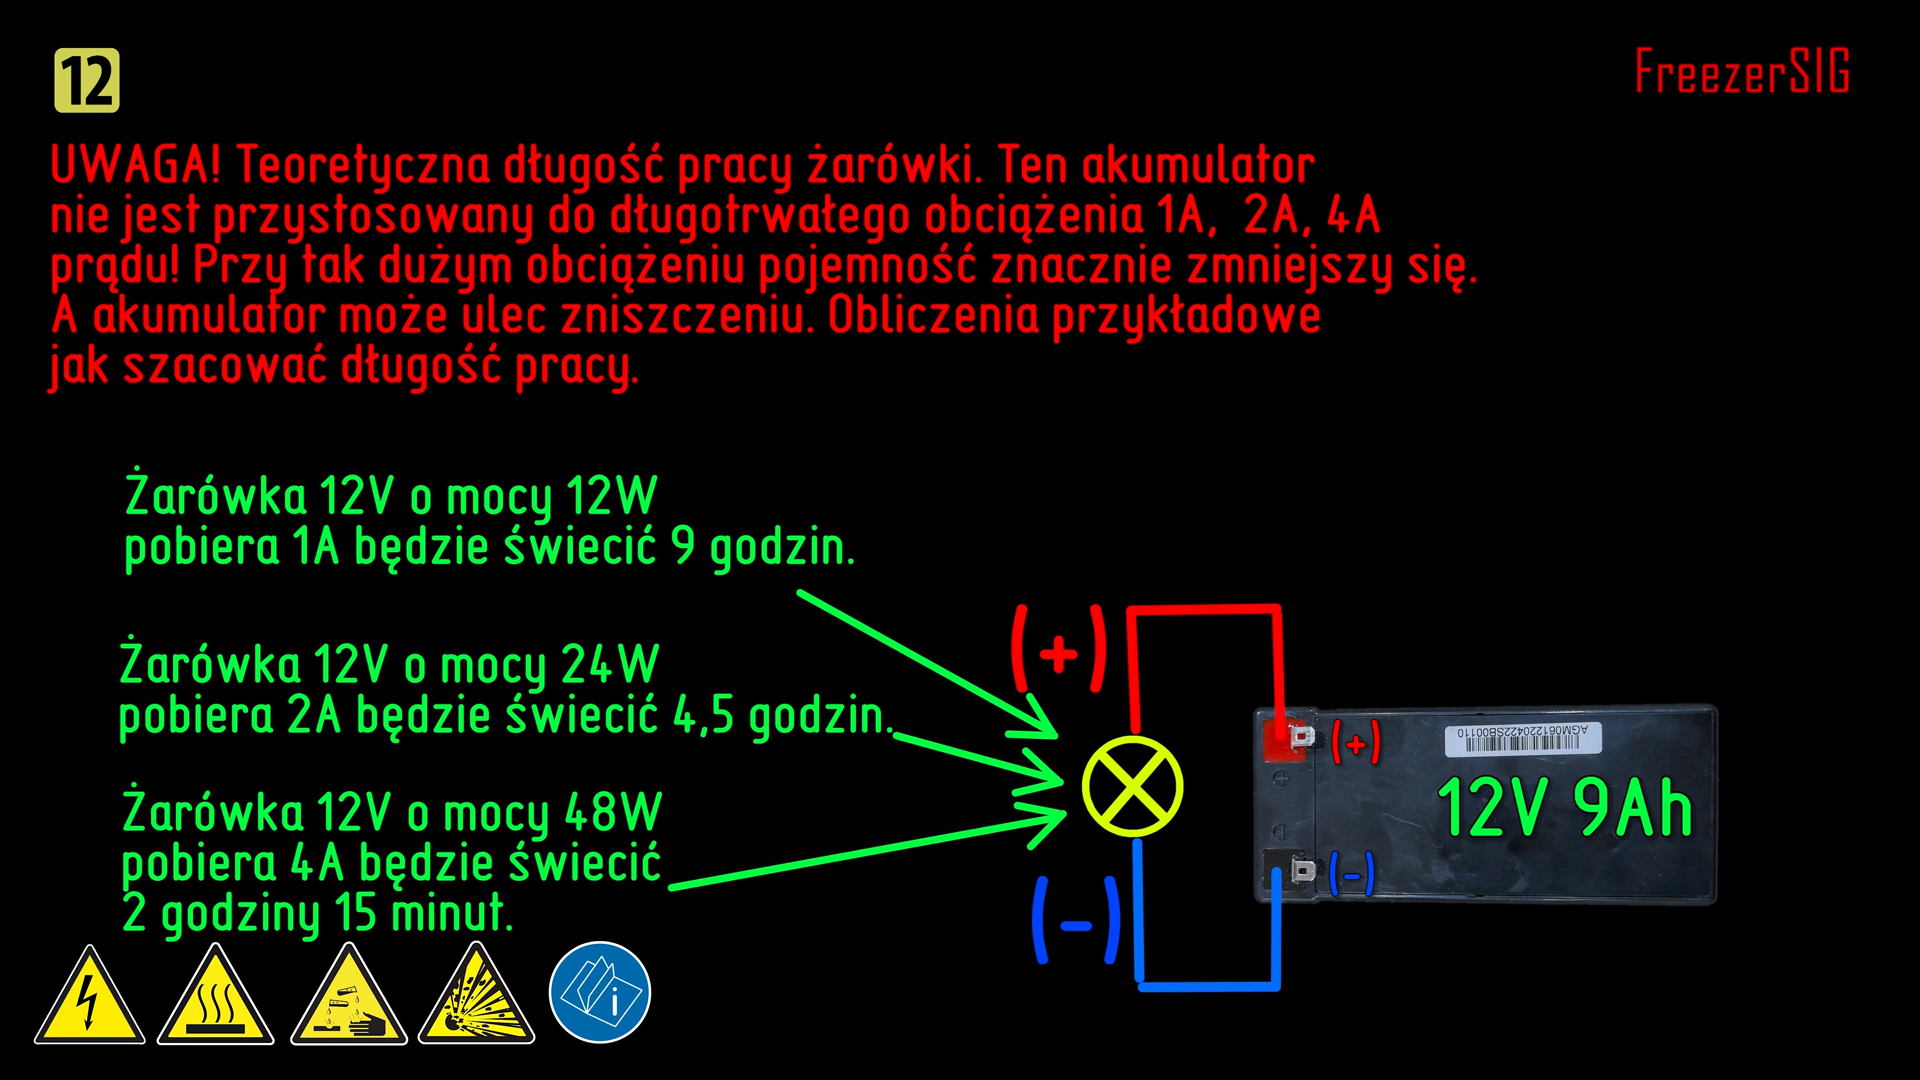 12
FreezerSIG
UWAGA! Teoretyczna długość pracy żarówki. Ten akumulator
nie jest przystosowany do długotrwałego obciążenia 1A, 2A, 4A
prądu! Przy tak dużym obciążeniu pojemność znacznie zmniejszy się.
A akumulator może ulec zniszczeniu. Obliczenia przykładowe
jak szacować długość pracy.
Żarówka 12V o mocy 12W
pobiera 1A będzie świecić 9 godzin.
Żarówka 12V o mocy 24W
pobiera 2A będzie świecić 4,5 godzin.
Żarówka 12V o mocy 48W
pobiera 4A będzie świecić
2 godziny 15 minut.
(+)
(-)
(+)
AGM0612220422SB00110
12V 9Ah
(-)
i